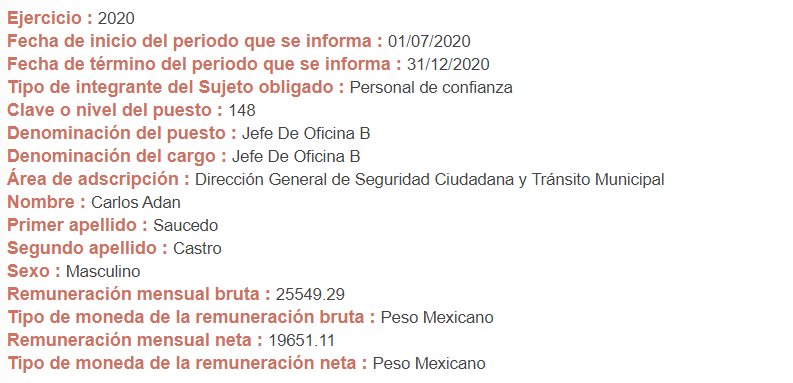 Ejercicio : 2020
Fecha de inicio del periodo que se informa : 01/07/2020
Fecha de término del periodo que se informa : 31/12/2020
Tipo de integrante del Sujeto obligado : Personal de confianza
Clave o nivel del puesto : 148
Denominación del puesto : Jefe De Oficina B
Denominación del cargo : Jefe De Oficina B
Área de adscripción : Dirección General de Seguridad Ciudadana y Tránsito Municipal
Nombre : Carlos Adan
Primer apellido : Saucedo
Segundo apellido : Castro
Sexo : Masculino
Remuneración mensual bruta : 25549.29
Tipo de moneda de la remuneración bruta : Peso Mexicano
Remuneración mensual neta : 19651.11
Tipo de moneda de la remuneración neta : Peso Mexicano